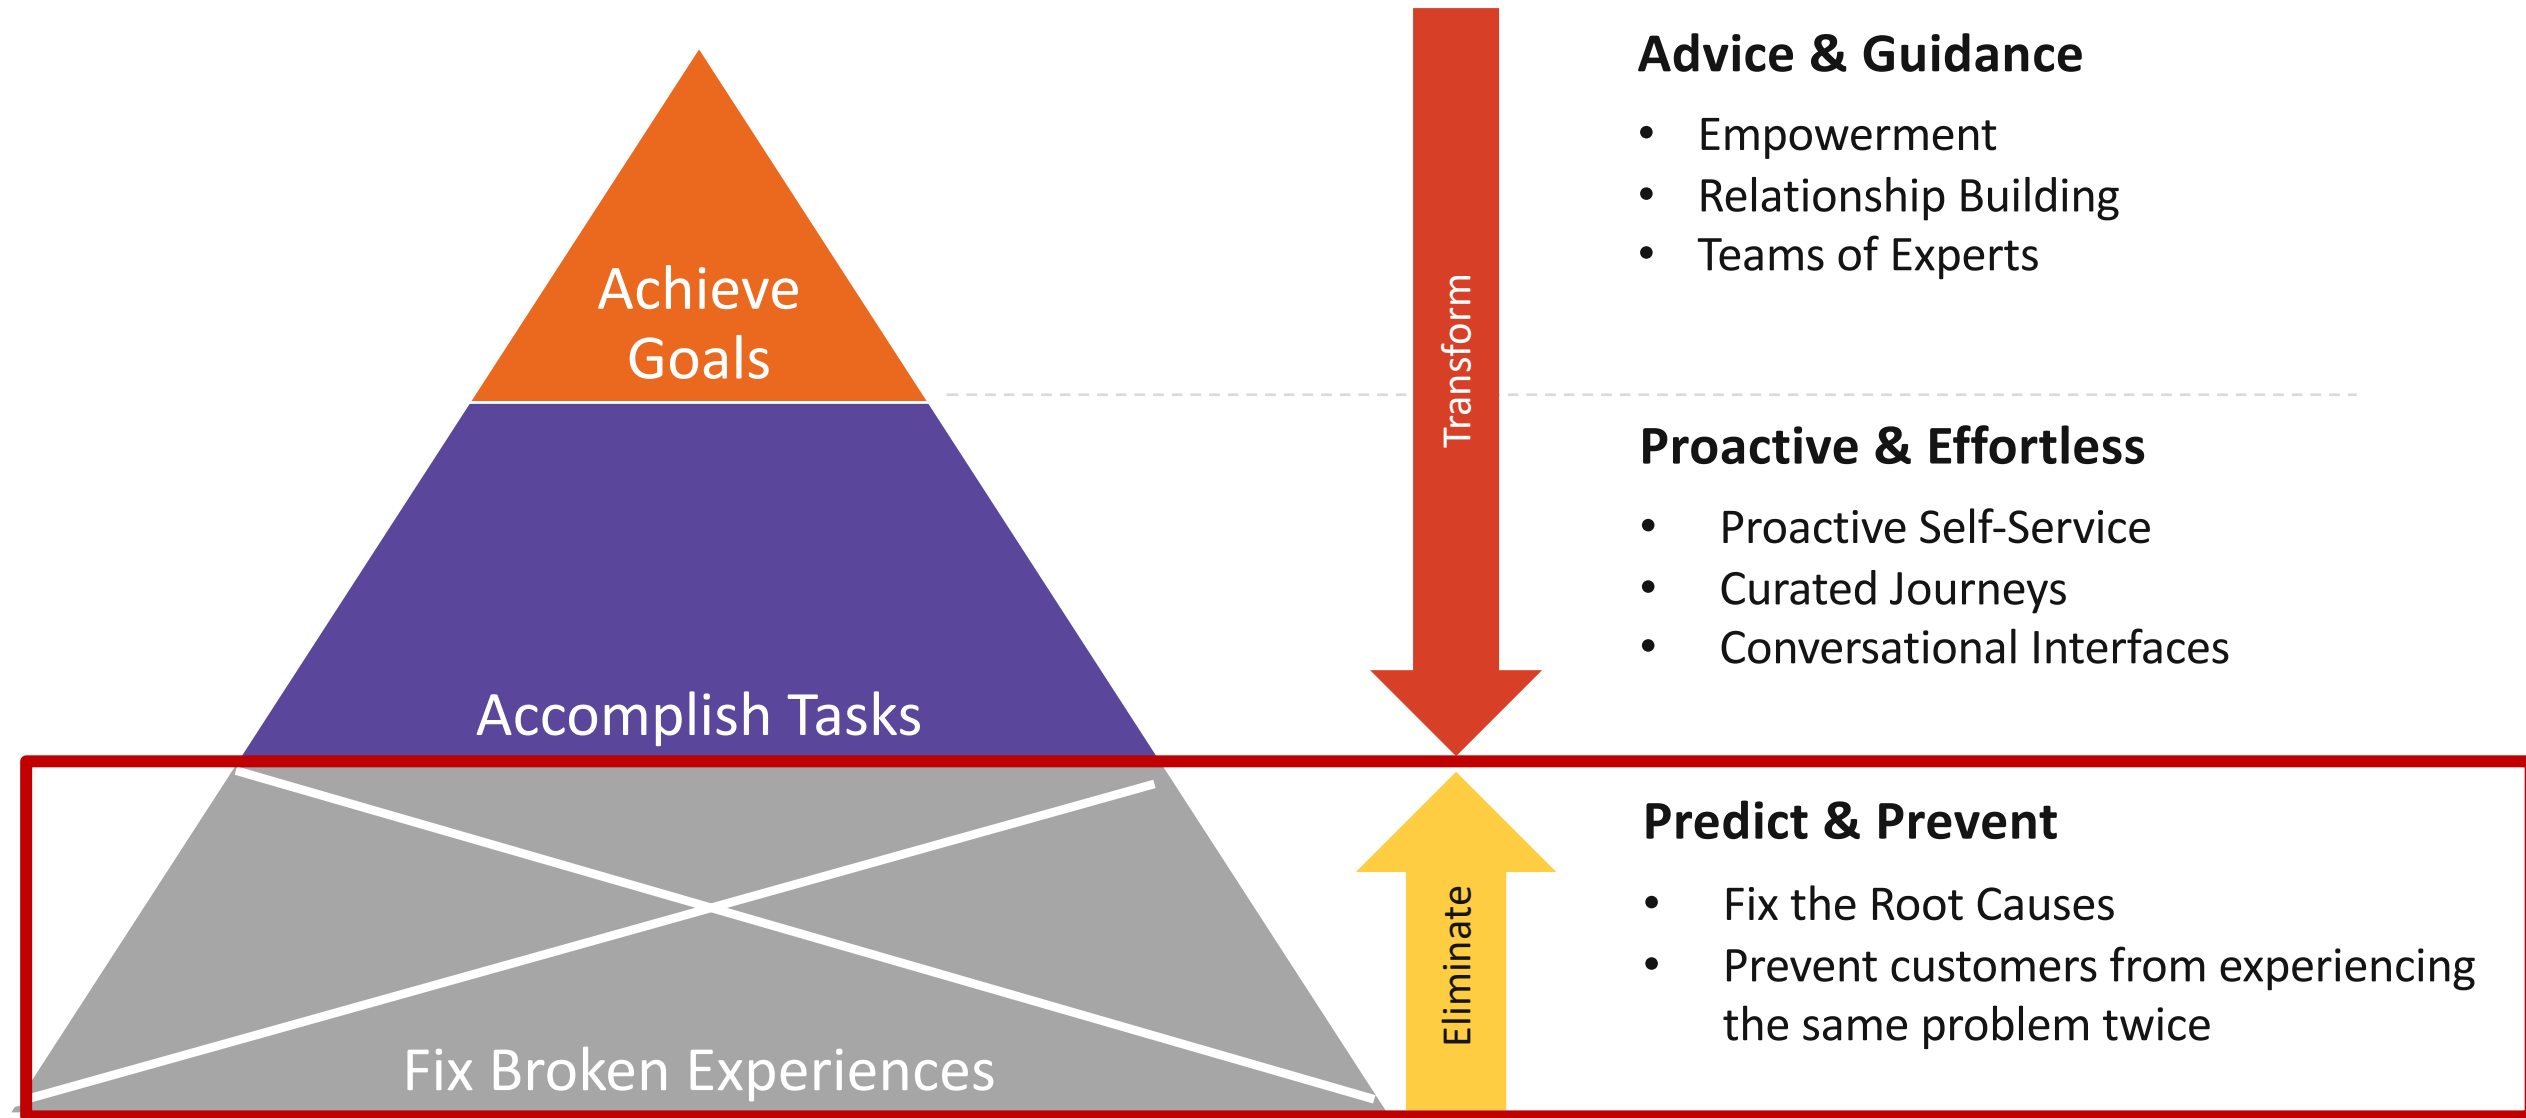 Achieve
Goals
Accomplish Tasks
Fix Broken Experiences
Transform
Eliminate
Advice & Guidance
• Empowerment
• Relationship Building
• Teams of Experts
Proactive & Effortless
• Proactive Self-Service
• Curated Journeys
• Conversational Interfaces
Predict & Prevent
• Fix the Root Causes
• Prevent customers from experiencing
the same problem twice